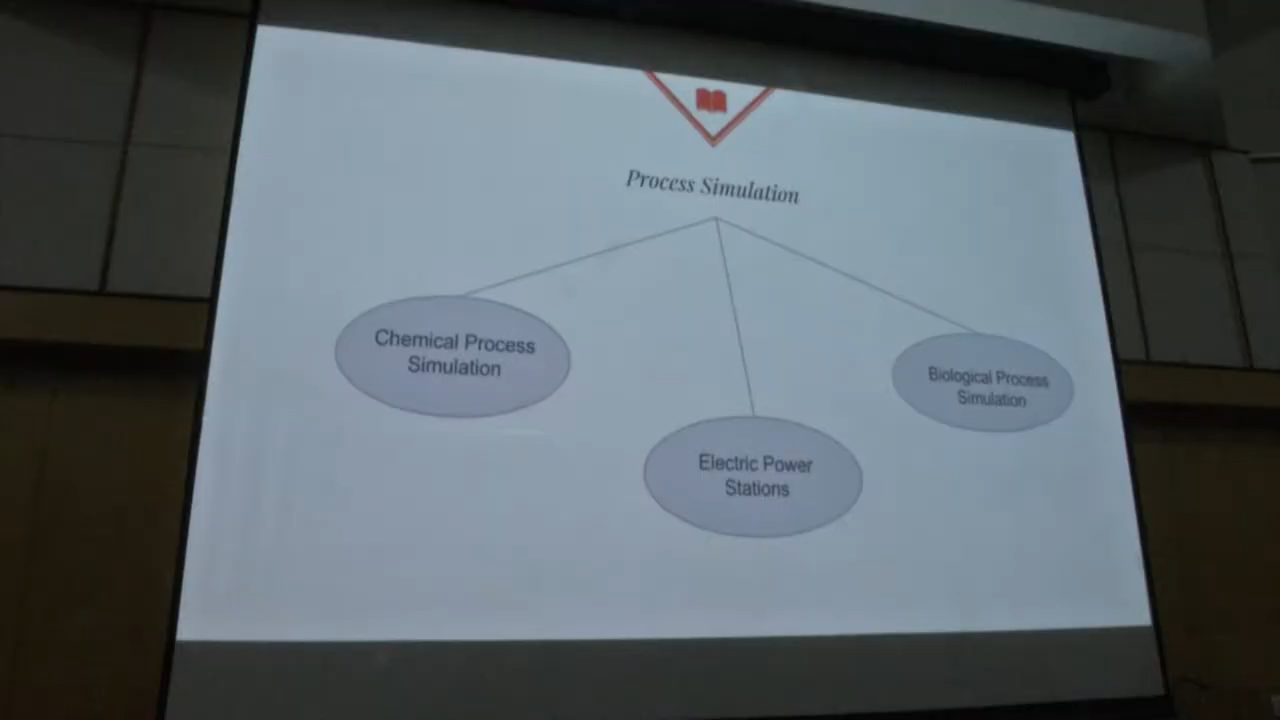 Process Simulation
Chemical Process
Simulation
Electric Power
Stations
Biological Process
Simulation